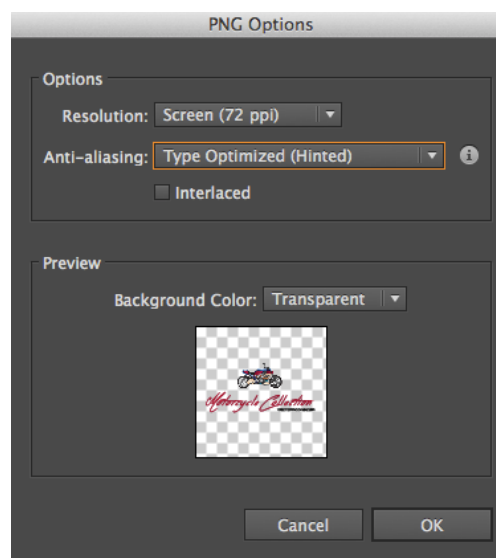 PNG Options
Options
Resolution: Screen (72 ppi)
Anti-aliasing: Type Optimized (Hinted)
Interlaced
Preview
Background Color: Transparent
Motorcycle Collection
Cancel OK